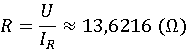 R = U/I_R ≈ 13,6216 (Ω)